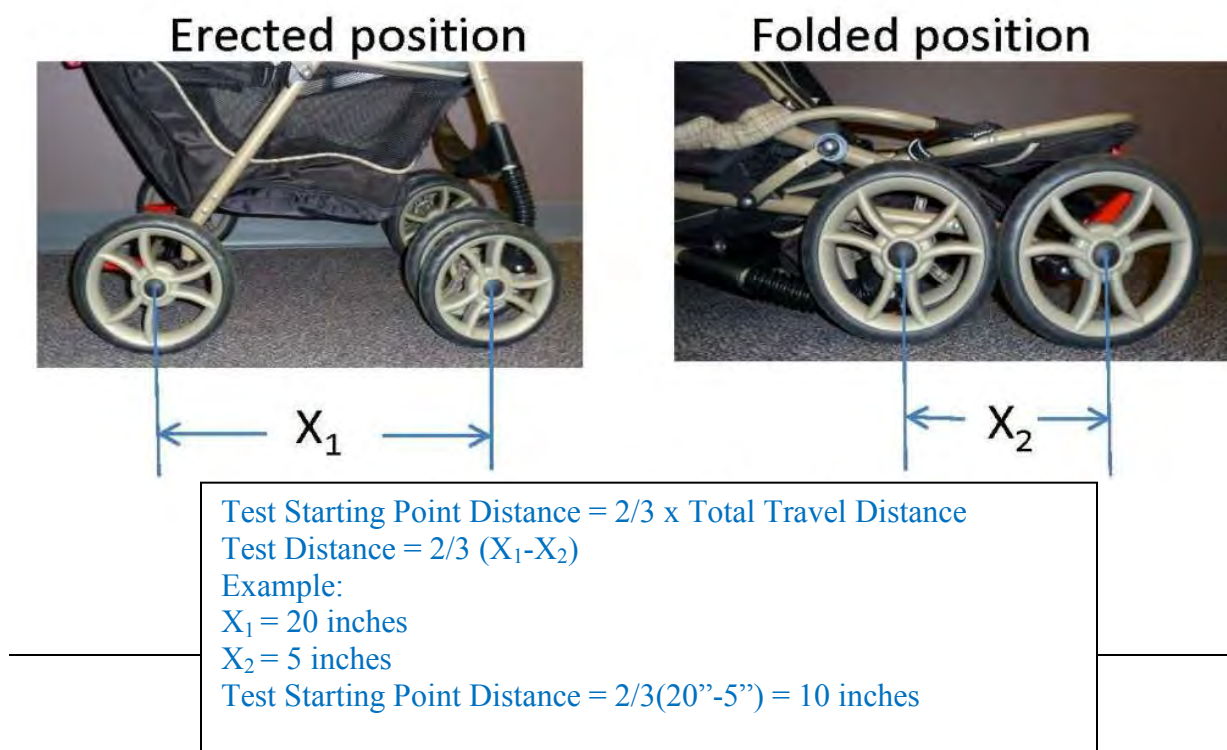 Erected position
Folded position
X₁
X₂
Test Starting Point Distance = 2/3 x Total Travel Distance
Test Distance = 2/3 (X₁-X₂)
Example:
X₁ = 20 inches
X₂ = 5 inches
Test Starting Point Distance = 2/3(20”-5”) = 10 inches